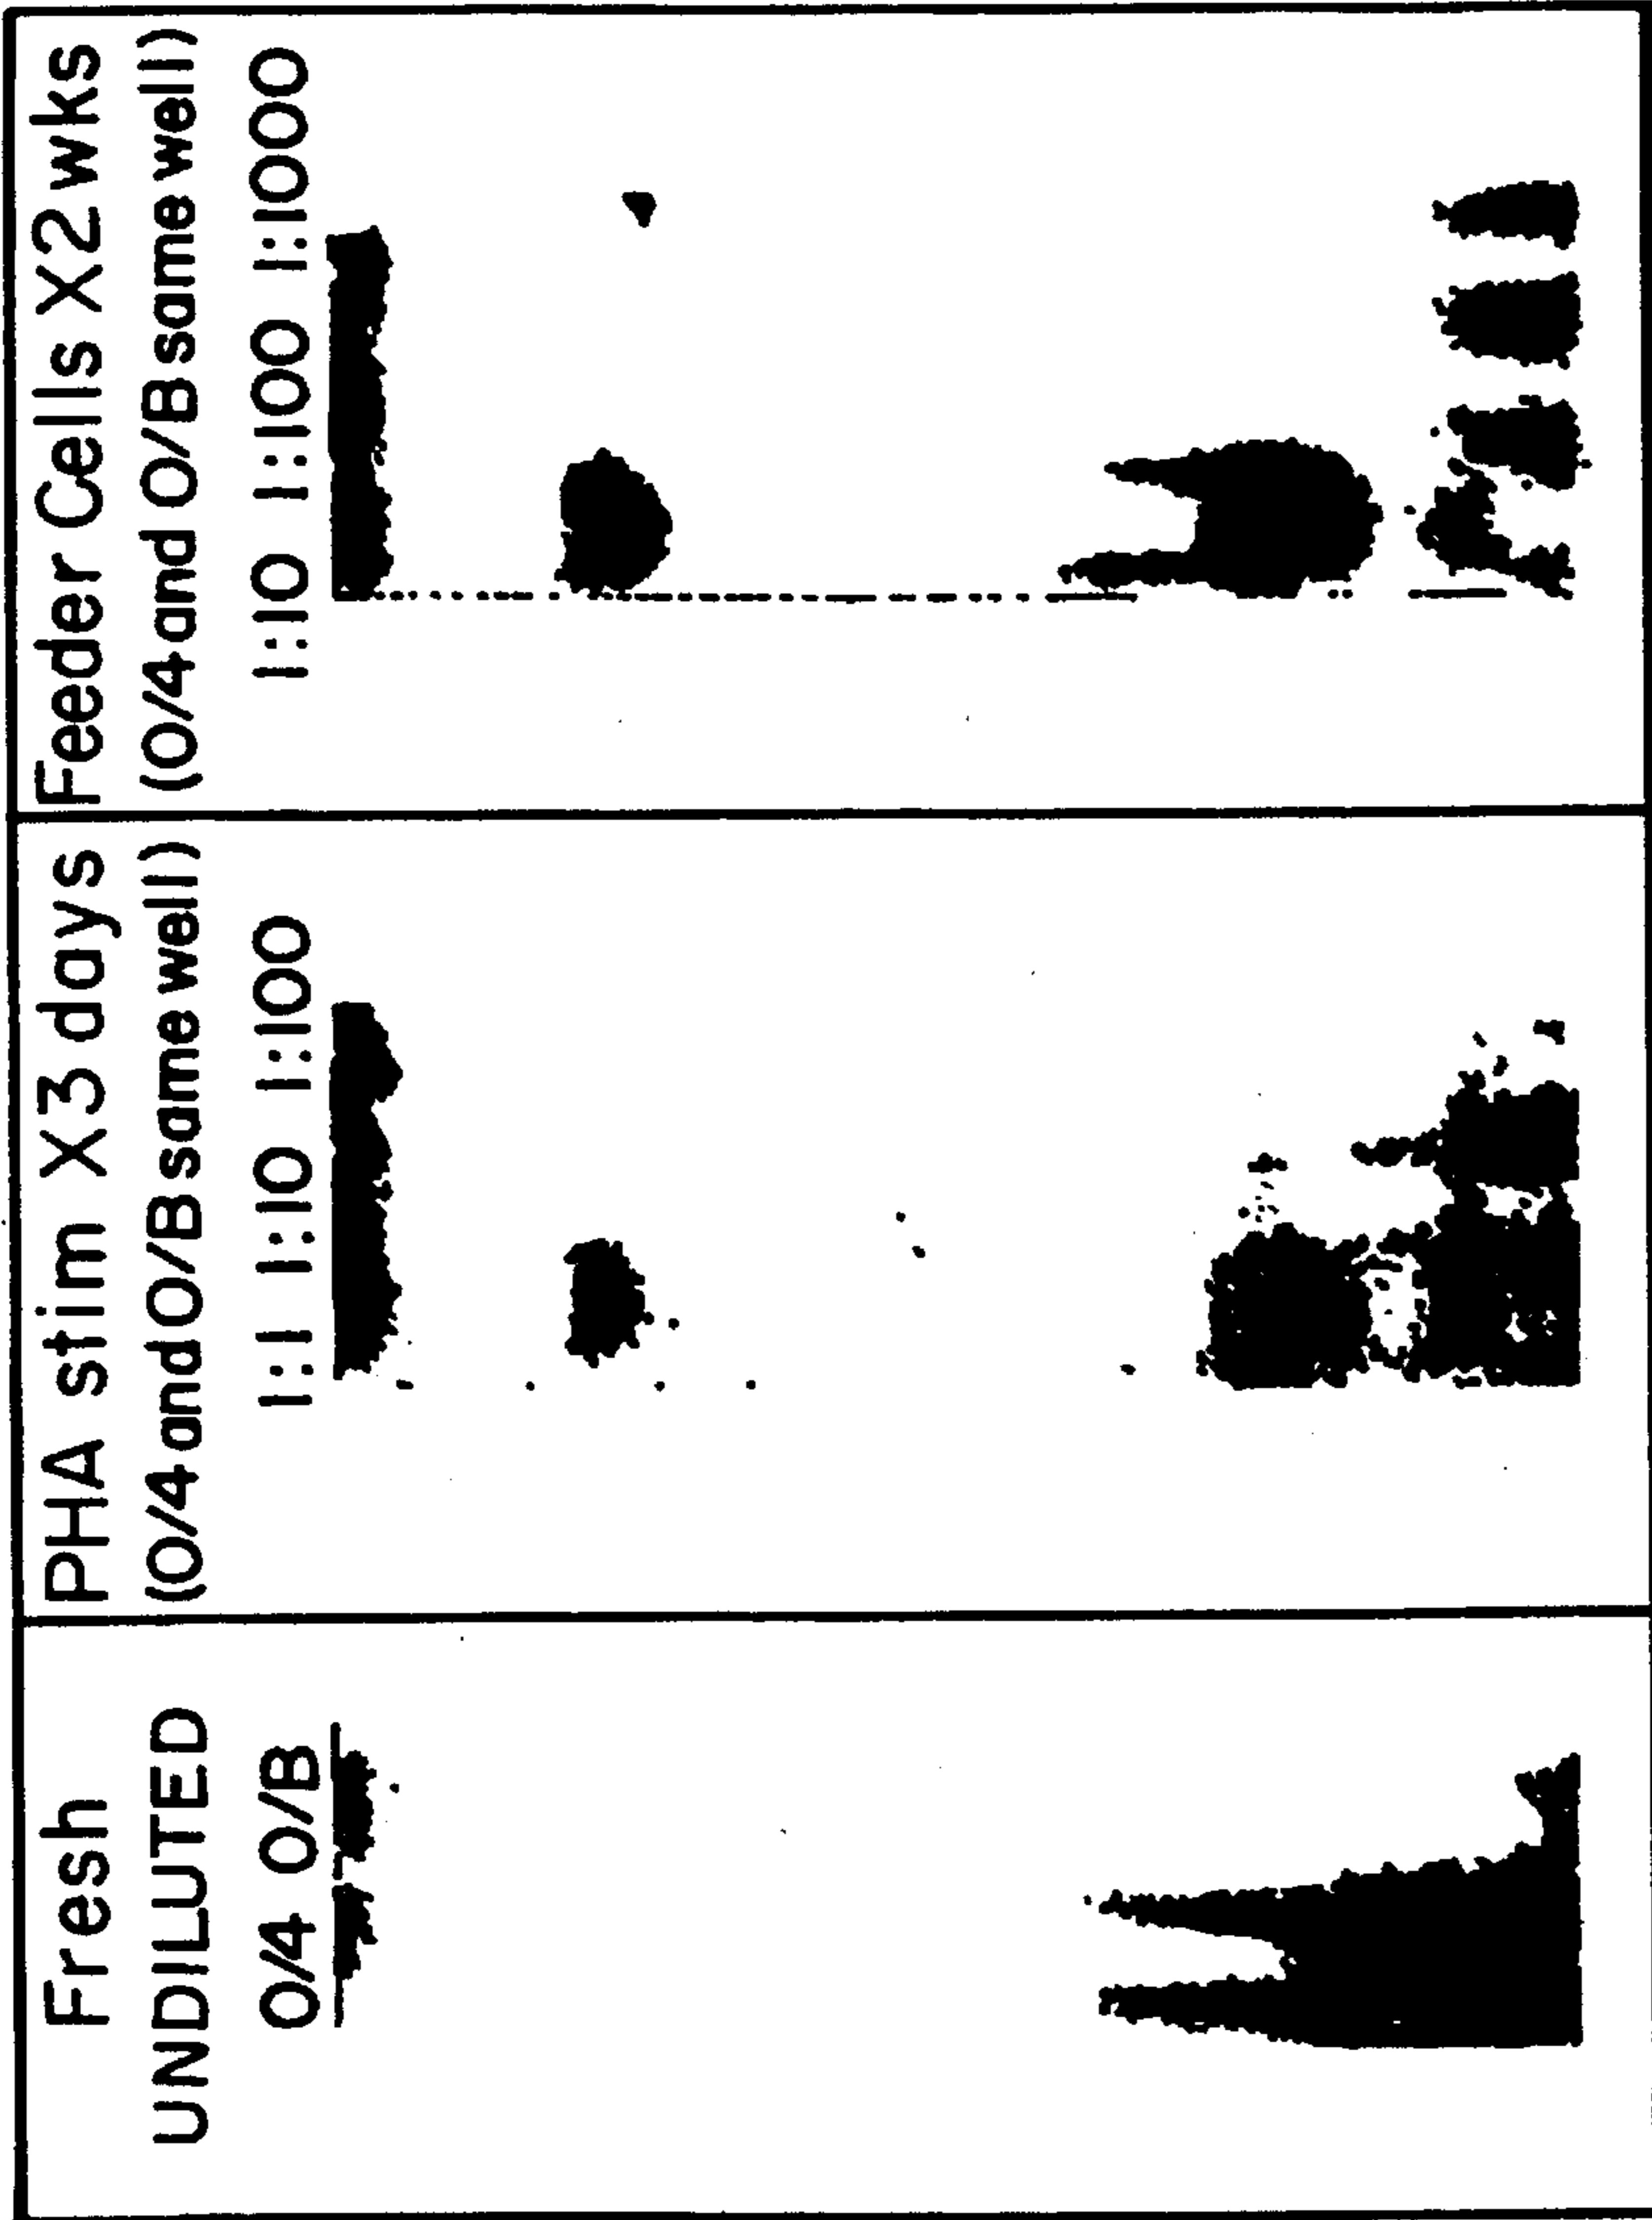 Fresh
UNDILUTED
O/4 O/B
PHA stim X3 days
(O/4 and O/B same well)
1:1 1:10 1:100
Feeder Cells X2 wks
(O/4 and O/B same well)
1:10 1:100 1:1000